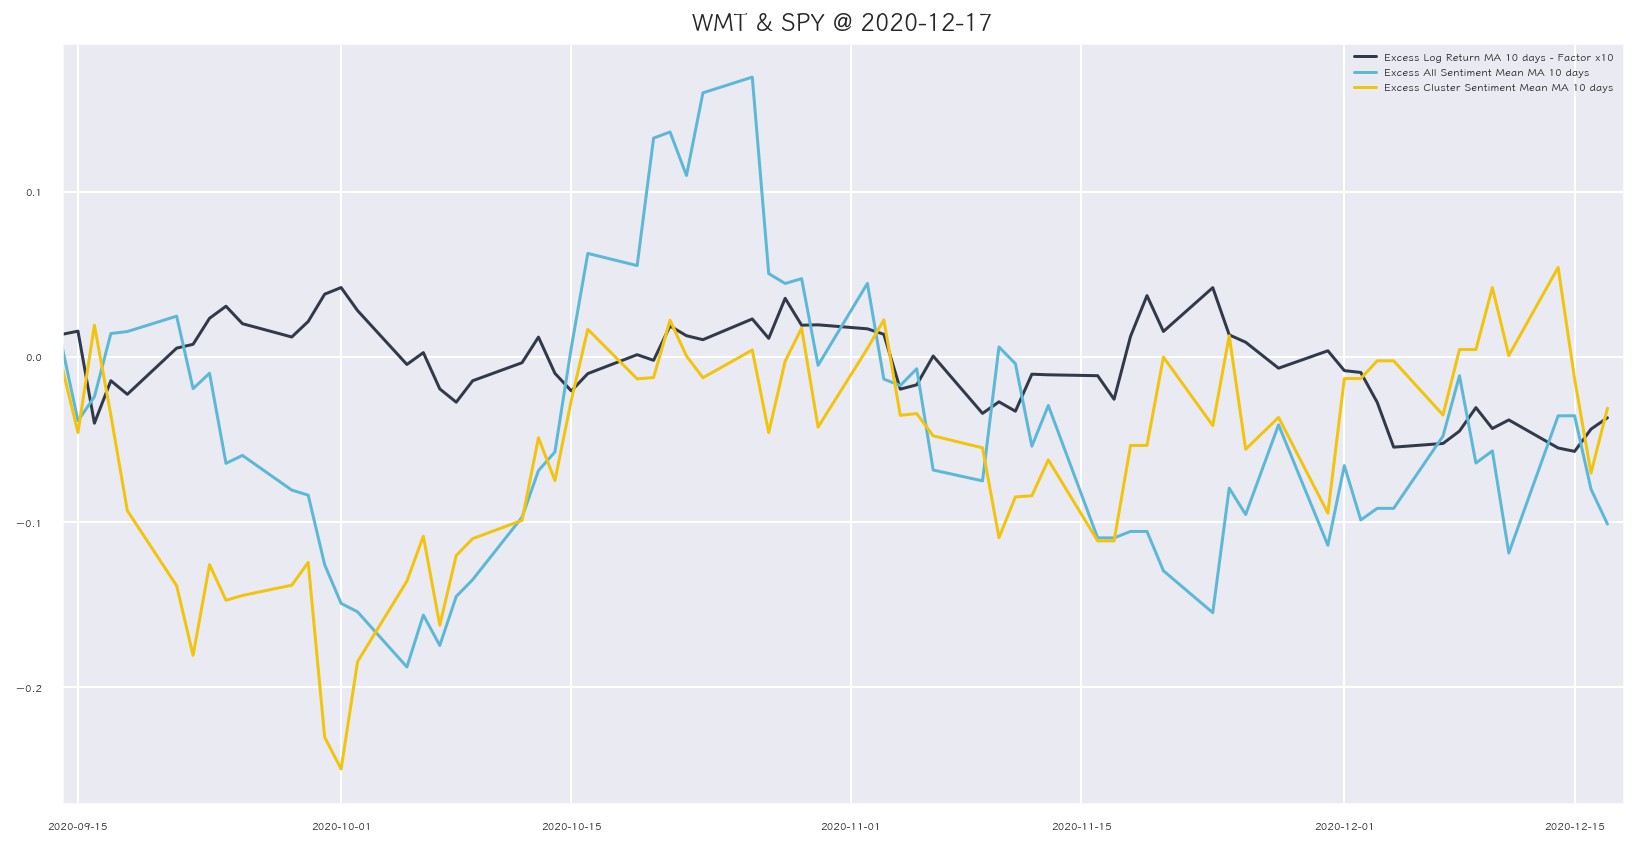 WMT & SPY @ 2020-12-17
Excess Log Return MA 10 days - Factor x10
Excess All Sentiment Mean MA 10 days
Excess Cluster Sentiment Mean MA 10 days
0.1
0.0
−0.1
−0.2
2020-09-15
2020-10-01
2020-10-15
2020-11-01
2020-11-15
2020-12-01
2020-12-15